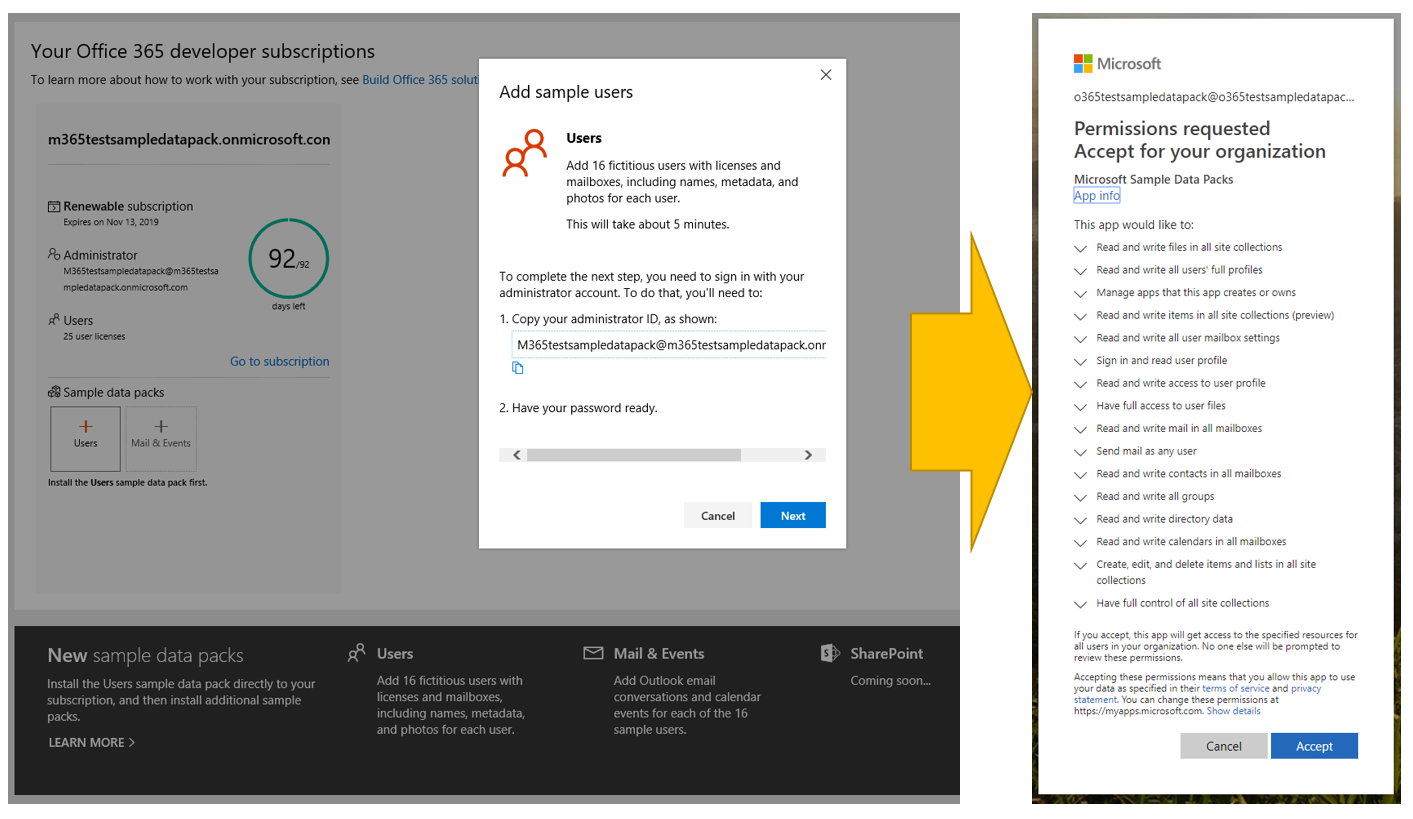 Your Office 365 developer subscriptions
To learn more about how to work with your subscription, see Build Office 365 solut
m365testsampledatapack.onmicrosoft.con
Renewable subscription
Expires on Nov 13, 2019
Administrator
M365testsampledatapack@m365testsa
mpledatapack.onmicrosoft.com
92/92
days left
Users
25 user licenses
Go to subscription
Sample data packs
Users
Mail & Events
Install the Users sample data pack first.
Add sample users
Users
Add 16 fictitious users with licenses and
mailboxes, including names, metadata, and
photos for each user.
This will take about 5 minutes.
To complete the next step, you need to sign in with your
administrator account. To do that, you'll need to:
1. Copy your administrator ID, as shown:
M365testsampledatapack@m365testsampledatapack.onr
2. Have your password ready.
Cancel
Next
New sample data packs
Install the Users sample data pack directly to your
subscription, and then install additional sample
packs.
LEARN MORE
Users
Add 16 fictitious users with
licenses and mailboxes,
including names, metadata,
and photos for each user.
Mail & Events
Add Outlook email
conversations and calendar
events for each of the 16
sample users.
SharePoint
Coming soon...
Microsoft
o365testsampledatapack@o365testsampledatapac...
Permissions requested
Accept for your organization
Microsoft Sample Data Packs
App info
This app would like to:
Read and write files in all site collections
Read and write all users' full profiles
Manage apps that this app creates or owns
Read and write items in all site collections (preview)
Read and write all user mailbox settings
Sign in and read user profile
Read and write access to user profile
Have full access to user files
Read and write mail in all mailboxes
Send mail as any user
Read and write contacts in all mailboxes
Read and write all groups
Read and write directory data
Read and write calendars in all mailboxes
Create, edit, and delete items and lists in all site
collections
Have full control of all site collections
If you accept, this app will get access to the specified resources for
all users in your organization. No one else will be prompted to
review these permissions.
Accepting these permissions means that you allow this app to use
your data as specified in their terms of service and privacy
statement. You can change these permissions at
https://myapps.microsoft.com. Show details
Cancel
Accept